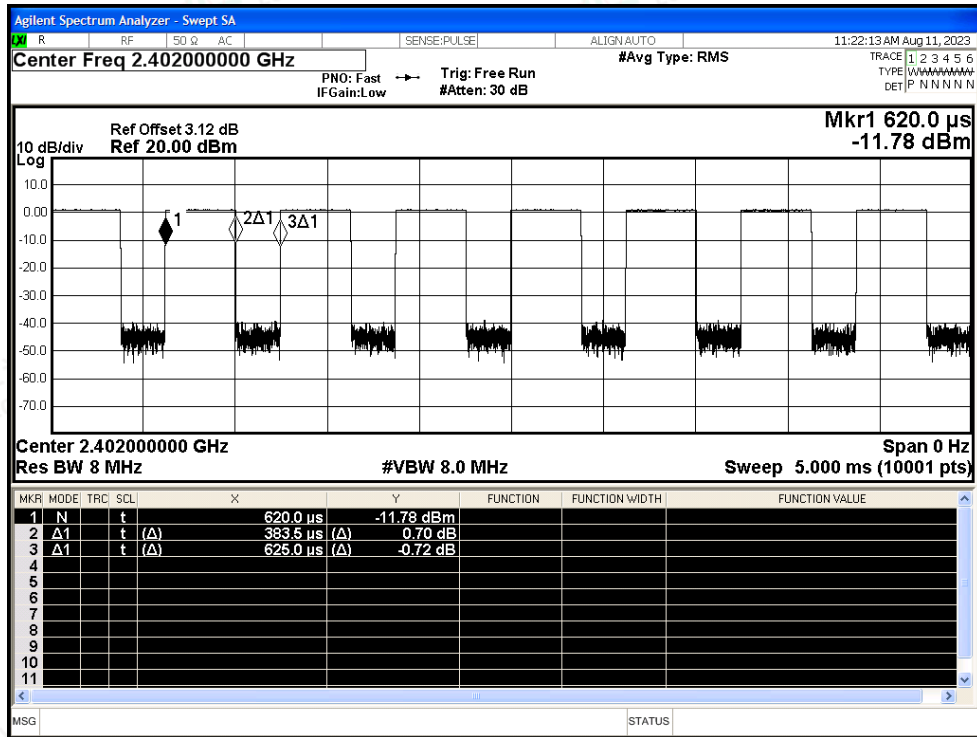 Agilent Spectrum Analyzer - Swept SA
LXI R RF 50 Ω AC SENSE:PULSE ALIGN AUTO 11:22:13 AM Aug 11, 2023
Center Freq 2.402000000 GHz #Avg Type: RMS TRACE 1 2 3 4 5 6
PNO: Fast Trig: Free Run TYPE WWWWWW
IFGain:Low #Atten: 30 dB DET P N N N N N
Mkr1 620.0 µs
Ref Offset 3.12 dB
10 dB/div Ref 20.00 dBm -11.78 dBm
Log
10.0
0.00
1 2Δ1 3Δ1
-10.0
-20.0
-30.0
-40.0
-50.0
-60.0
-70.0
Center 2.402000000 GHz Span 0 Hz
Res BW 8 MHz #VBW 8.0 MHz Sweep 5.000 ms (10001 pts)
MKR MODE TRC SCL X Y FUNCTION FUNCTION WIDTH FUNCTION VALUE
1 N t 620.0 µs -11.78 dBm
2 Δ1 t (Δ) 383.5 µs (Δ) 0.70 dB
3 Δ1 t (Δ) 625.0 µs (Δ) -0.72 dB
4
5
6
7
8
9
10
11
MSG STATUS